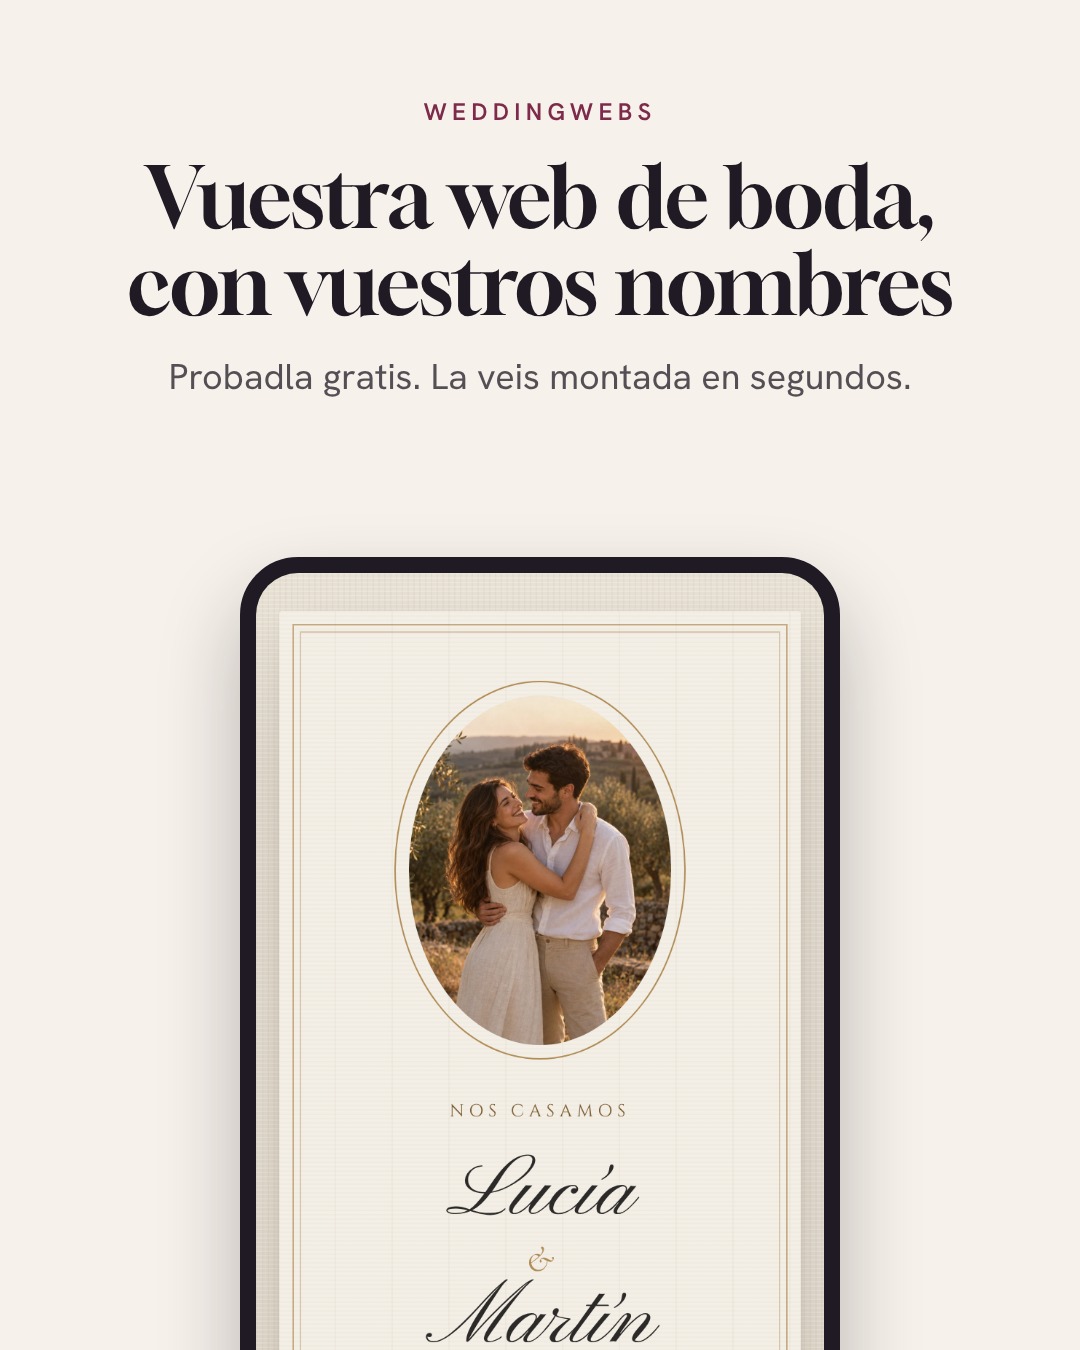 WEDDINGWEBS
Vuestra web de boda,
con vuestros nombres
Probadla gratis. La veis montada en segundos.
NOS CASAMOS
Lucía
&
Martín